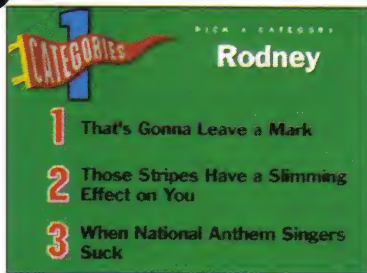 1
CATEGORIES
PICK A CATEGORY
Rodney
1 That's Gonna Leave a Mark
2 Those Stripes Have a Slimming
Effect on You
3 When National Anthem Singers
Suck